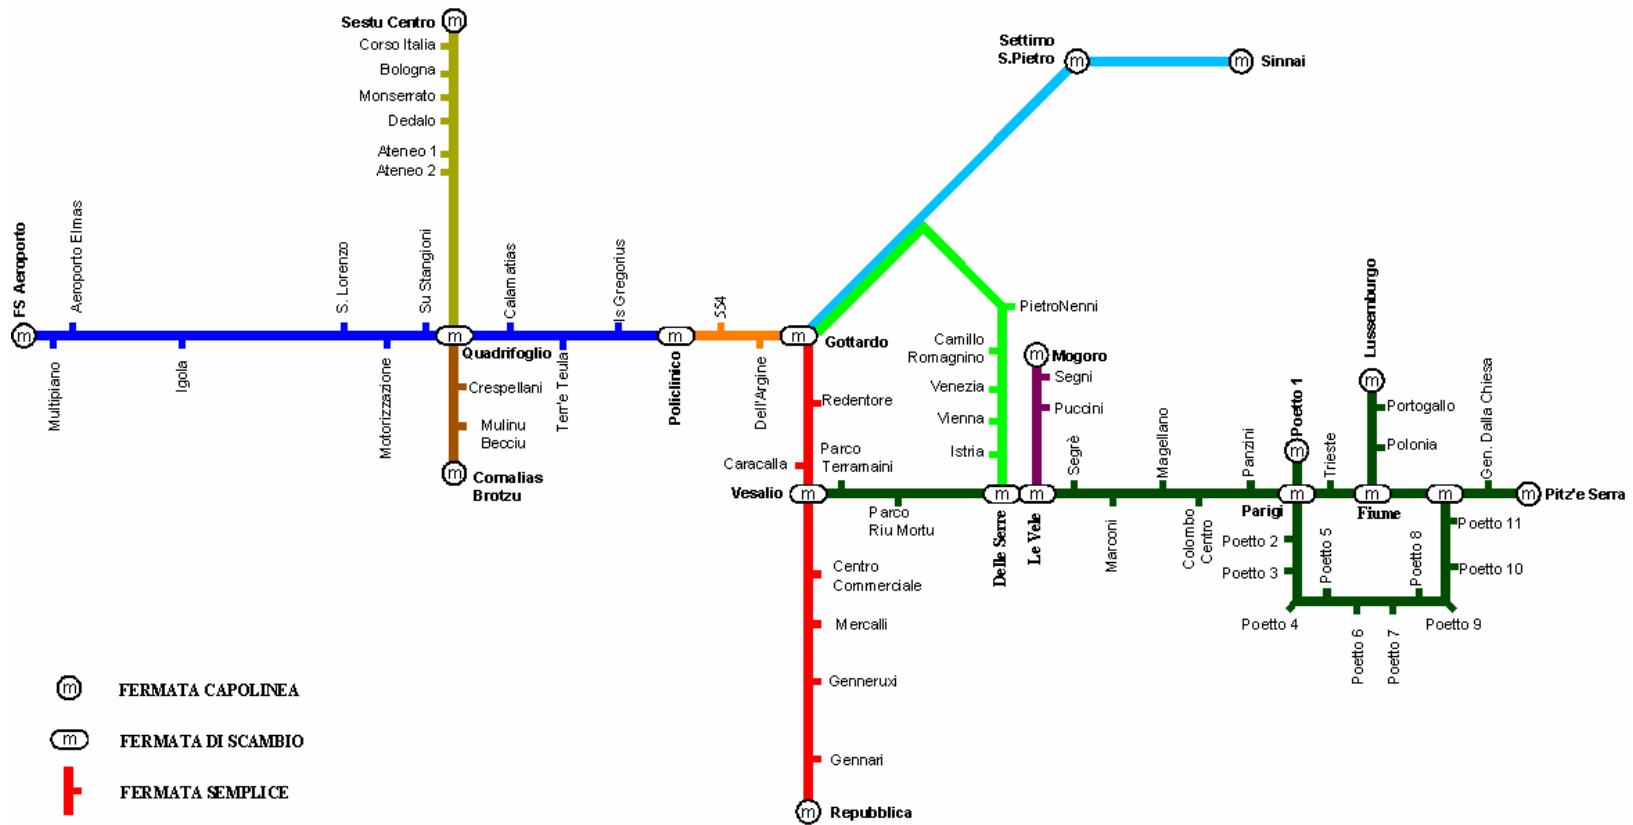 Sestu Centro
Corso Italia
Bologna
Monserrato
Dedalo
Ateneo 1
Ateneo 2
Settimo
S.Pietro
Sinnai
FS Aeroporto
Aeroporto Elmas
S. Lorenzo
Su Stangioni
Calamatias
Is Gregorius
554
Multipiano
Igola
Motorizzazione
Quadrifoglio
Terr'e Teula
Policlinico
Dell'Argine
Gottardo
Crespellani
Mulinu
Becciu
Cornalias
Brotzu
Redentore
Caracalla
Parco
Terramaini
Vesalio
Parco
Riu Mortu
PietroNenni
Camillo
Romagnino
Venezia
Vienna
Istria
Delle Serre
Mogoro
Segni
Puccini
Le Vele
Segrè
Marconi
Magellano
Colombo
Centro
Panzini
Poetto 1
Parigi
Trieste
Lussemburgo
Portogallo
Polonia
Fiume
Gen. Dalla Chiesa
Pitz'e Serra
Poetto 2
Poetto 3
Poetto 4
Poetto 5
Poetto 6
Poetto 7
Poetto 8
Poetto 9
Poetto 10
Poetto 11
Centro
Commerciale
Mercalli
Genneruxi
Gennari
Repubblica
m FERMATA CAPOLINEA
m FERMATA DI SCAMBIO
FERMATA SEMPLICE